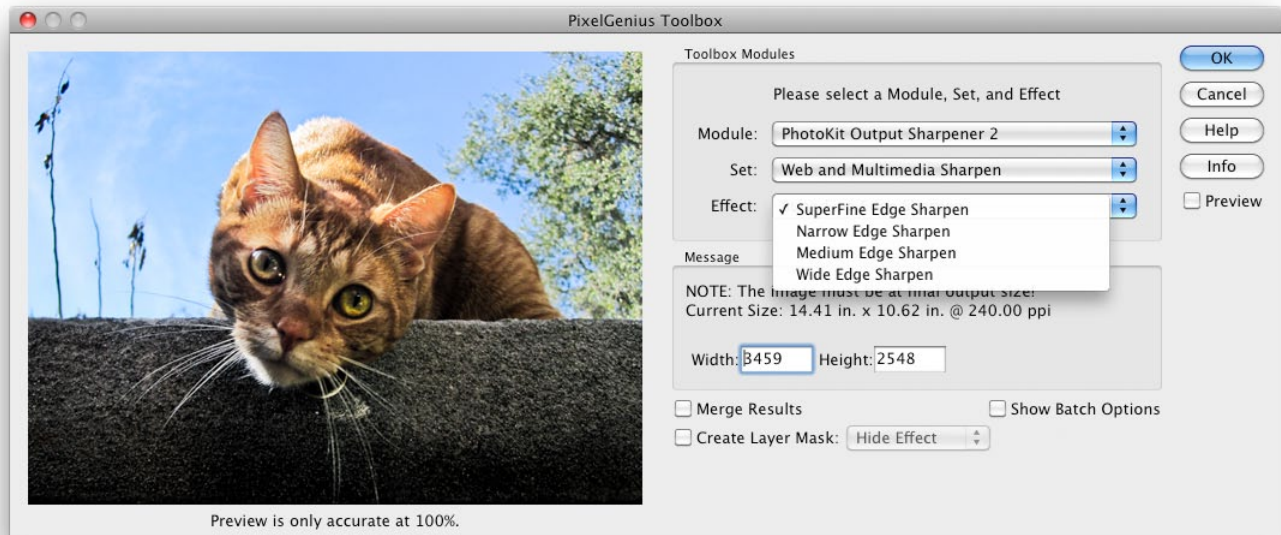 PixelGenius Toolbox
Toolbox Modules
Please select a Module, Set, and Effect
Module: PhotoKit Output Sharpener 2
Set: Web and Multimedia Sharpen
Effect: ✓ SuperFine Edge Sharpen
Narrow Edge Sharpen
Medium Edge Sharpen
Wide Edge Sharpen
Message
NOTE: The image must be at final output size!
Current Size: 14.41 in. x 10.62 in. @ 240.00 ppi
Width: 3459 Height: 2548
Merge Results
Show Batch Options
Create Layer Mask: Hide Effect
OK
Cancel
Help
Info
Preview
Preview is only accurate at 100%.